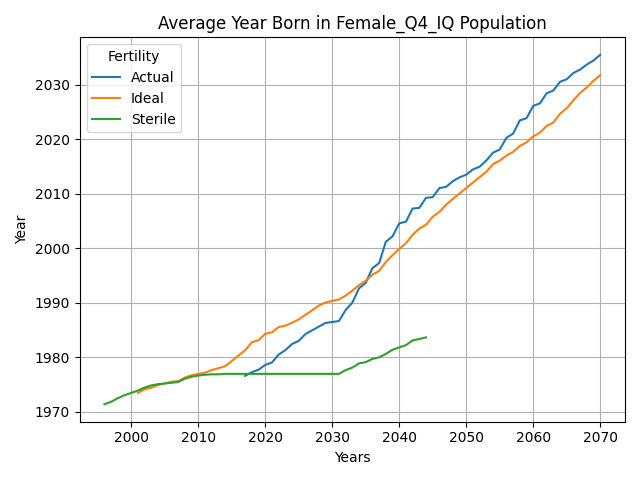 Average Year Born in Female_Q4_IQ Population
Fertility
Actual
Ideal
Sterile
Year
2030
2020
2010
2000
1990
1980
1970
2000 2010 2020 2030 2040 2050 2060 2070
Years